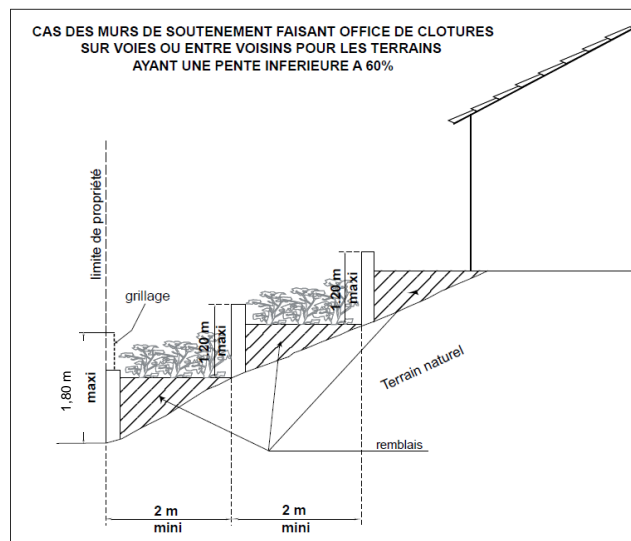 CAS DES MURS DE SOUTENEMENT FAISANT OFFICE DE CLOTURES
SUR VOIES OU ENTRE VOISINS POUR LES TERRAINS
AYANT UNE PENTE INFERIEURE A 60%
limite de propriété
grillage
1,80 m
maxi
1.20 m
maxi
1.20 m
maxi
Terrain naturel
remblais
2 m
mini
2 m
mini